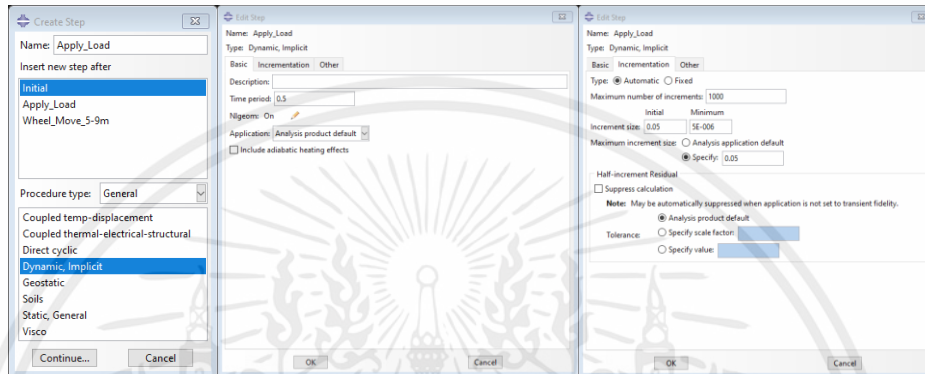 Create Step
Name: Apply_Load
Insert new step after
Initial
Apply_Load
Wheel_Move_5-9m
Procedure type: General
Coupled temp-displacement
Coupled thermal-electrical-structural
Direct cyclic
Dynamic, Implicit
Geostatic
Soils
Static, General
Visco
Continue... Cancel
Edit Step
Name: Apply_Load
Type: Dynamic, Implicit
Basic Incrementation Other
Description:
Time period: 0.5
Nlgeom: On
Application: Analysis product default
Include adiabatic heating effects
OK Cancel
Edit Step
Name: Apply_Load
Type: Dynamic, Implicit
Basic Incrementation Other
Type: Automatic Fixed
Maximum number of increments: 1000
Initial Minimum
Increment size: 0.05 5E-006
Maximum increment size: Analysis application default
Specify: 0.05
Half-increment Residual
Suppress calculation
Note: May be automatically suppressed when application is not set to transient fidelity.
Analysis product default
Tolerance: Specify scale factor:
Specify value:
OK Cancel